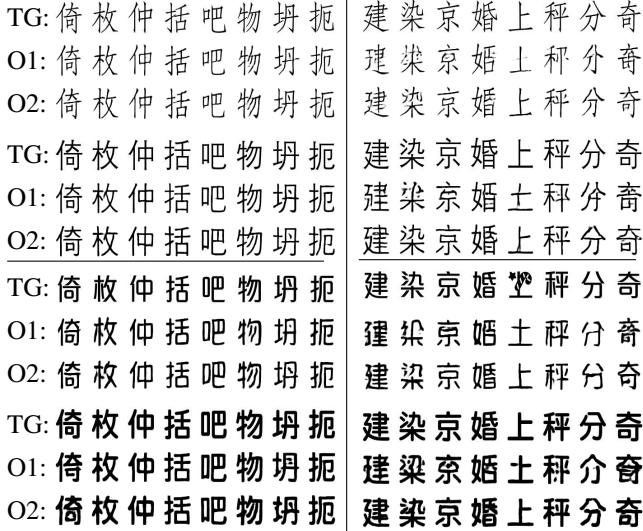 TG: 倚 枚 仲 括 吧 物 坍 扼 建 染 京 婚 上 秤 分 奇
O1: 倚 枚 仲 括 吧 物 坍 扼 京 土 分
O2: 倚 枚 仲 括 吧 物 坍 扼 建 染 京 婚 上 秤 分 奇
TG: 倚 枚 仲 括 吧 物 坍 扼 建 染 京 婚 上 秤 分 奇
O1: 倚 枚 仲 括 吧 物 坍 扼 京 土 秤
O2: 倚 枚 仲 括 吧 物 坍 扼 建 染 京 婚 上 秤 分 奇
TG: 倚 枚 仲 括 吧 物 坍 扼 建 染 京 婚 秤 分 奇
O1: 倚 枚 仲 括 吧 物 坍 扼 京 土 秤 分
O2: 倚 枚 仲 括 吧 物 坍 扼 建 染 京 婚 上 秤 分 奇
TG: 倚 枚 仲 括 吧 物 坍 扼 建 染 京 婚 上 秤 分 奇
O1: 倚 枚 仲 括 吧 物 坍 扼 建 京 土 秤 介
O2: 倚 枚 仲 括 吧 物 坍 扼 建 染 京 婚 上 秤 分 奇